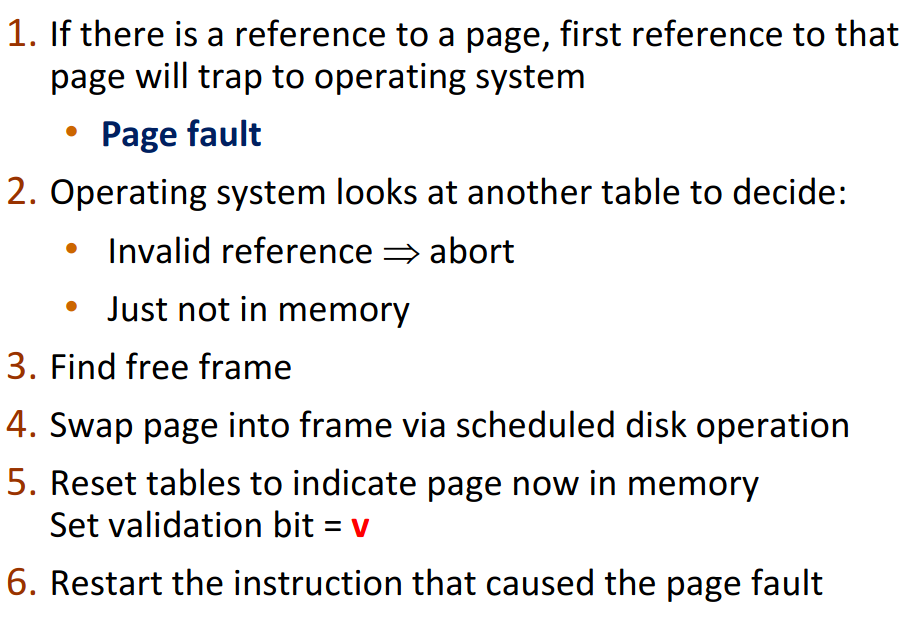 1. If there is a reference to a page, first reference to that
page will trap to operating system
• Page fault
2. Operating system looks at another table to decide:
• Invalid reference ⇒ abort
• Just not in memory
3. Find free frame
4. Swap page into frame via scheduled disk operation
5. Reset tables to indicate page now in memory
Set validation bit = v
6. Restart the instruction that caused the page fault